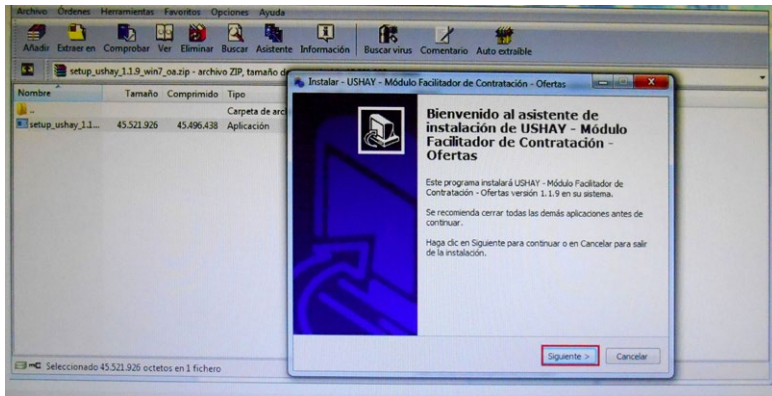 Archivo Órdenes Herramientas Favoritos Opciones Ayuda
Añadir Extraer en Comprobar Ver Eliminar Buscar Asistente Información Buscar virus Comentario Auto extraíble
setup_ushay_1.1.9_win7_oa.zip - archivo ZIP, tamaño de
Nombre Tamaño Comprimido Tipo
..
Carpeta de arc
setup_ushay_1.1... 45.521.926 45.496.438 Aplicación
Seleccionado 45.521.926 octetos en 1 fichero
Instalar - USHAY - Módulo Facilitador de Contratación - Ofertas
Bienvenido al asistente de
instalación de USHAY - Módulo
Facilitador de Contratación -
Ofertas
Este programa instalará USHAY - Módulo Facilitador de
Contratación - Ofertas versión 1.1.9 en su sistema.
Se recomienda cerrar todas las demás aplicaciones antes de
continuar.
Haga clic en Siguiente para continuar o en Cancelar para salir
de la instalación.
Siguiente >
Cancelar